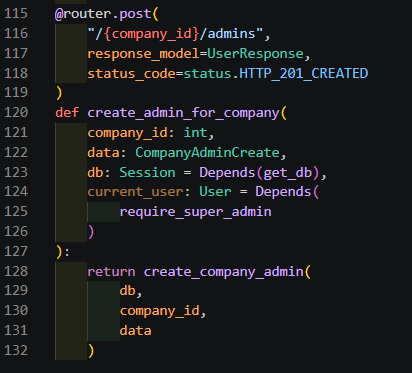 115 @router.post(
116     "/{company_id}/admins",
117     response_model=UserResponse,
118     status_code=status.HTTP_201_CREATED
119 )
120 def create_admin_for_company(
121     company_id: int,
122     data: CompanyAdminCreate,
123     db: Session = Depends(get_db),
124     current_user: User = Depends(
125         require_super_admin
126     )
127 ):
128     return create_company_admin(
129         db,
130         company_id,
131         data
132     )